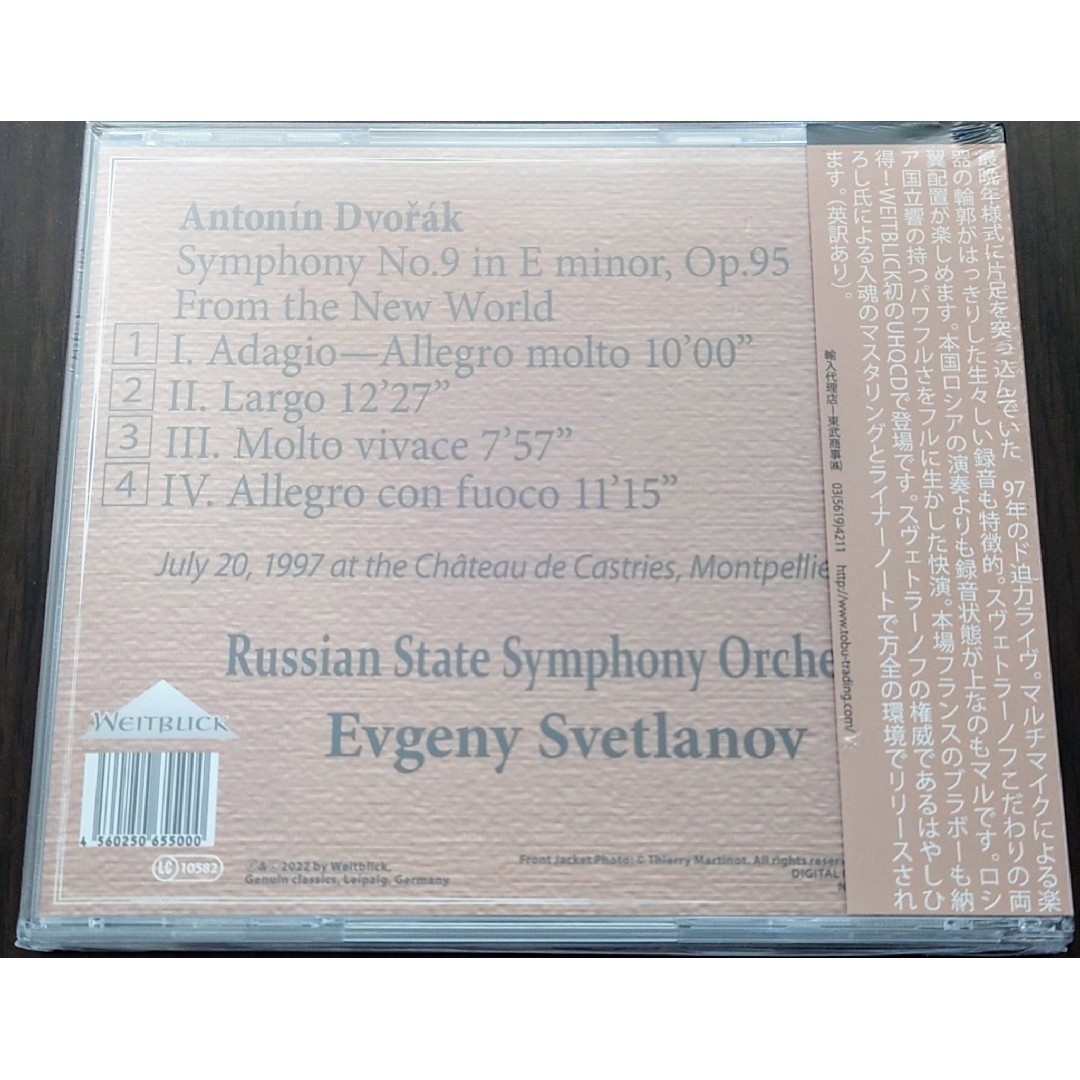 Antonín Dvořák
Symphony No.9 in E minor, Op.95
From the New World
1 I. Adagio—Allegro molto 10’00”
2 II. Largo 12’27”
3 III. Molto vivace 7’57”
4 IV. Allegro con fuoco 11’15”
July 20, 1997 at the Château de Castries, Montpellie
Russian State Symphony Orche
Evgeny Svetlanov
WEITBLICK
4 560250 655000
LC 10582
℗&© 2022 by Weitblick,
Genuin classics, Leipzig, Germany
Front Jacket Photo: © Thierry Martinot. All rights reser
DIGITAL
最晩年様式に片足を突っ込んでいた 97年のド迫力ライヴ。マルチマイクによる楽
器の輪郭がはっきりした生々しい録音も特徴的。スヴェトラーノフこだわりの両
翼配置が楽しめます。本国ロシアの演奏よりも録音状態が上なのもマルです。ロシ
ア国立響の持つパワフルさをフルに生かした快演。本場フランスのブラボーも納
得！WEITBLICK初のUHQCDで登場です。スヴェトラーノフの権威であるはやしひ
ろし氏による入魂のマスタリングとライナーノートで万全の環境でリリースされ
ます。（英訳あり）。
輸入代理店―東武商事㈱ 03(5619)4211 http://www.tobu-trading.com/